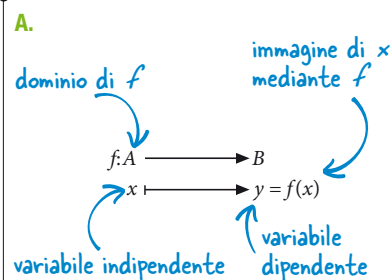 A.
immagine di x
mediante f
dominio di f
f:A → B
x ↦ y = f(x)
variabile indipendente
variabile
dipendente